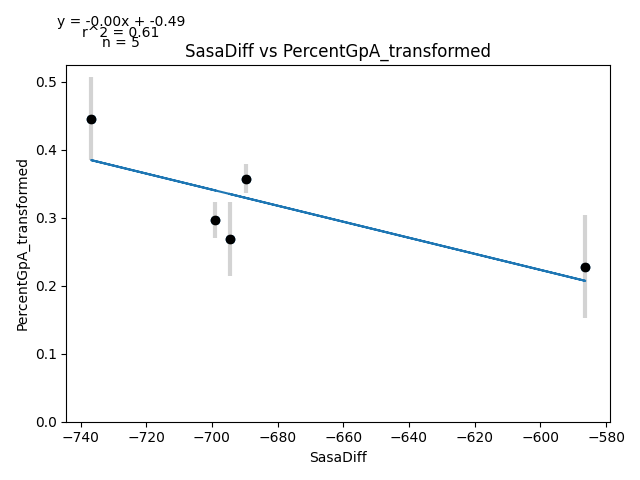 y = -0.00x + -0.49
r^2 = 0.61
n = 5
SasaDiff vs PercentGpA_transformed
PercentGpA_transformed
0.5
0.4
0.3
0.2
0.1
0.0
−740 −720 −700 −680 −660 −640 −620 −600 −580
SasaDiff